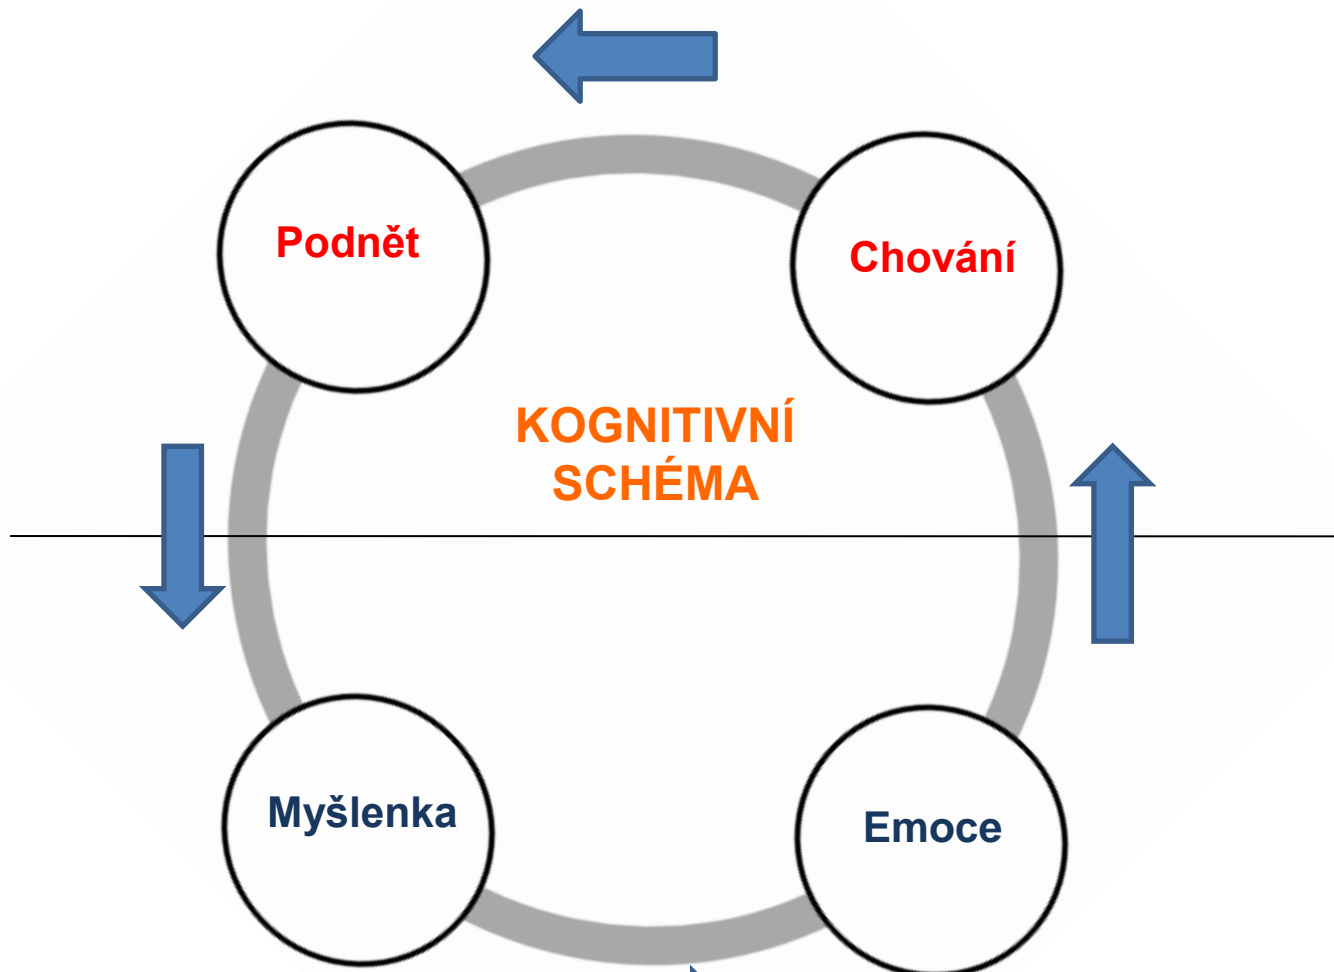 Podnět
Chování
KOGNITIVNÍ
SCHÉMA
Myšlenka
Emoce